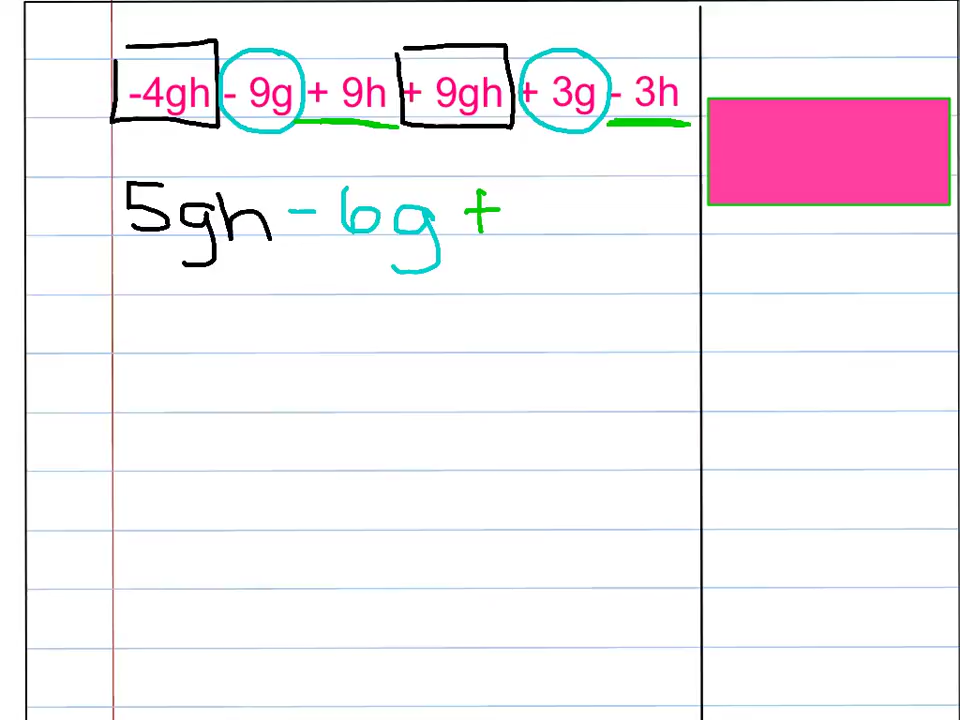 -4gh - 9g + 9h + 9gh + 3g - 3h
5gh - 6g +